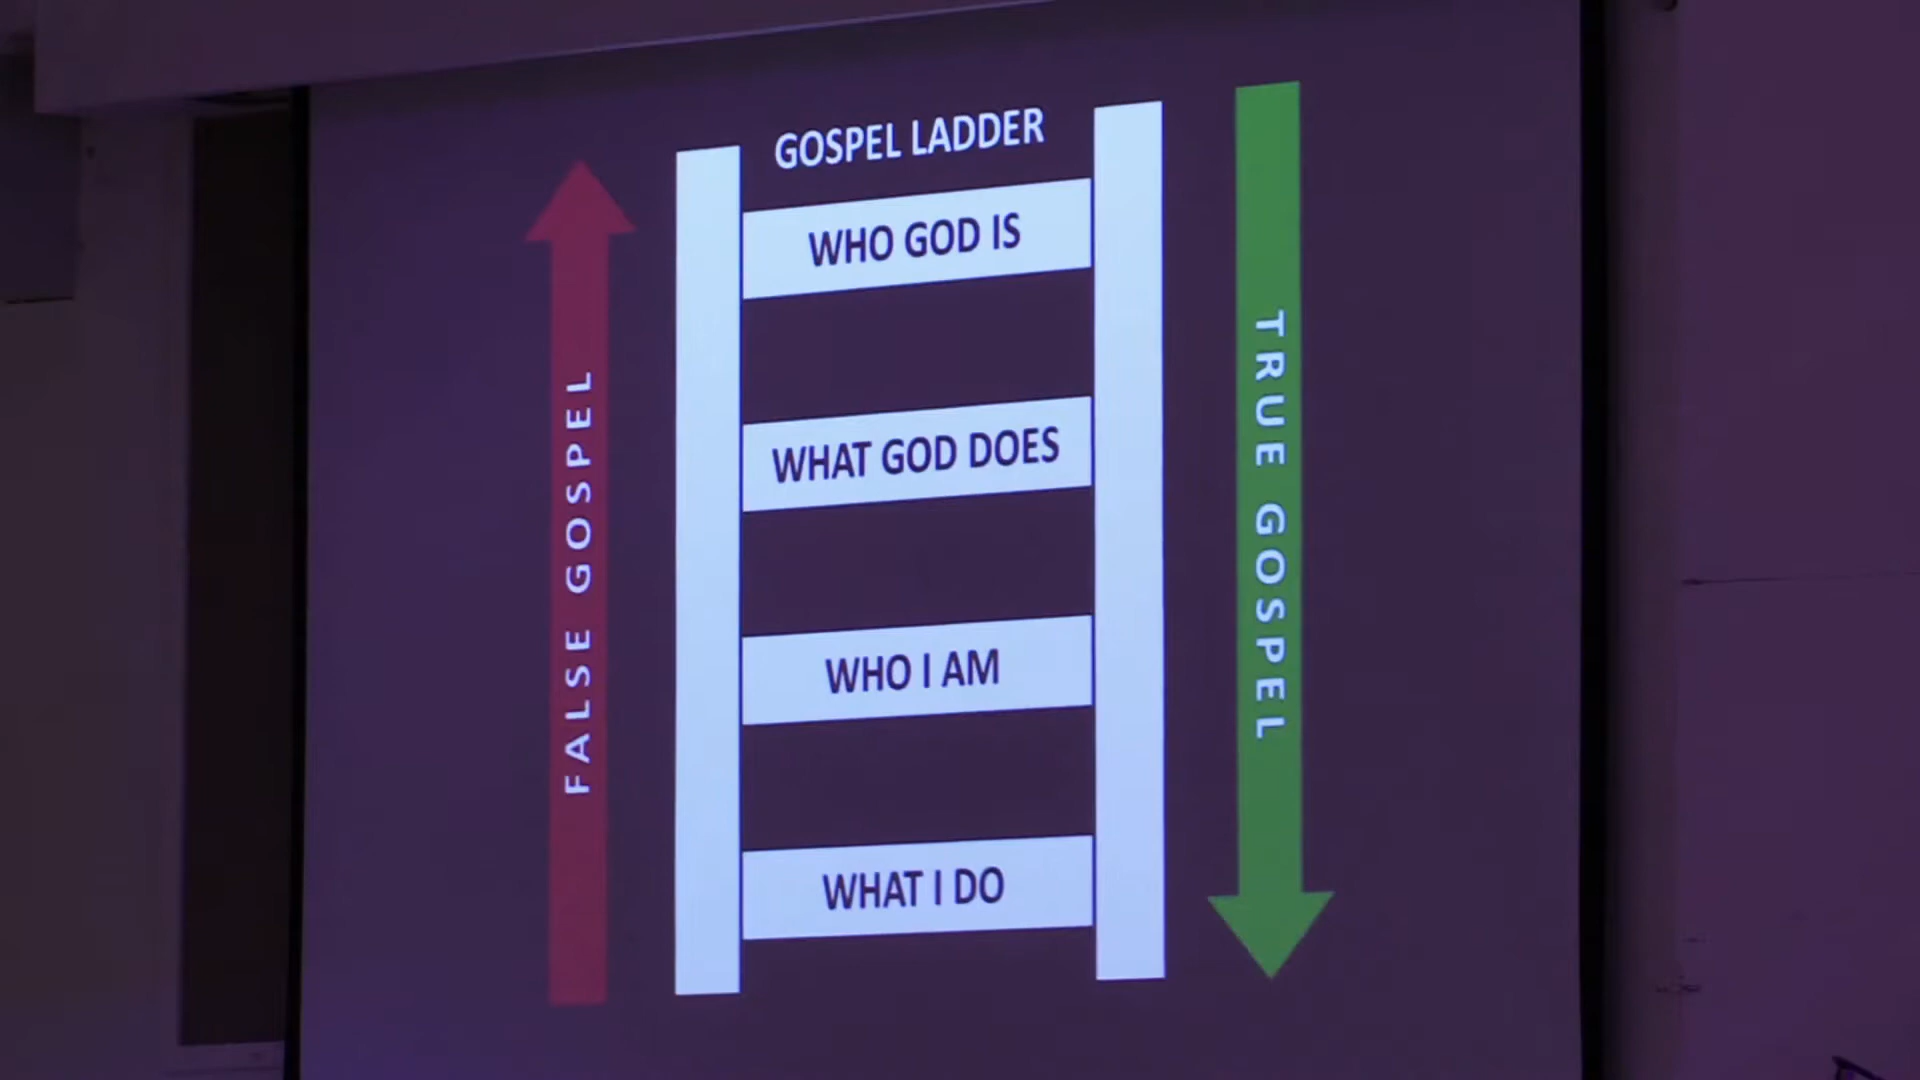 GOSPEL LADDER
WHO GOD IS
WHAT GOD DOES
WHO I AM
WHAT I DO
FALSE GOSPEL
TRUE GOSPEL